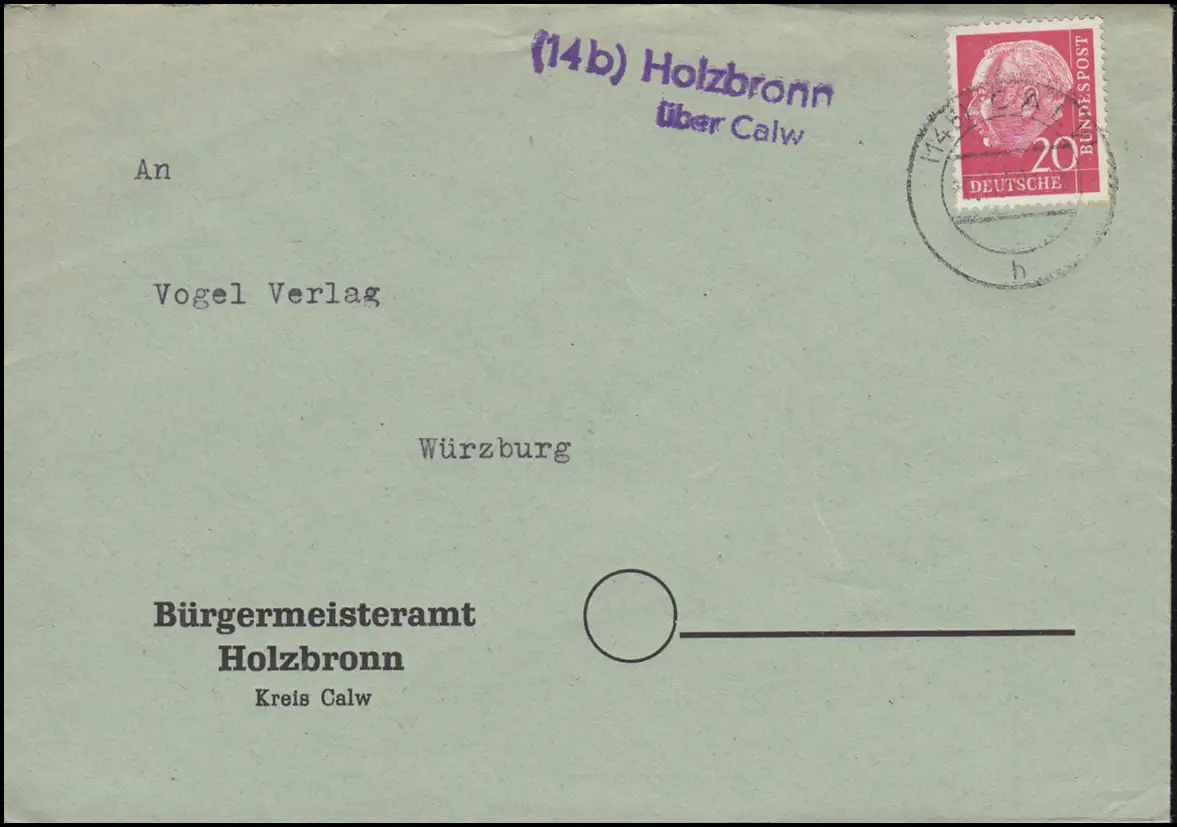 (14b) Holzbronn
über Calw
20
DEUTSCHE
BUNDESPOST
h
An
Vogel Verlag
Würzburg
Bürgermeisteramt
Holzbronn
Kreis Calw